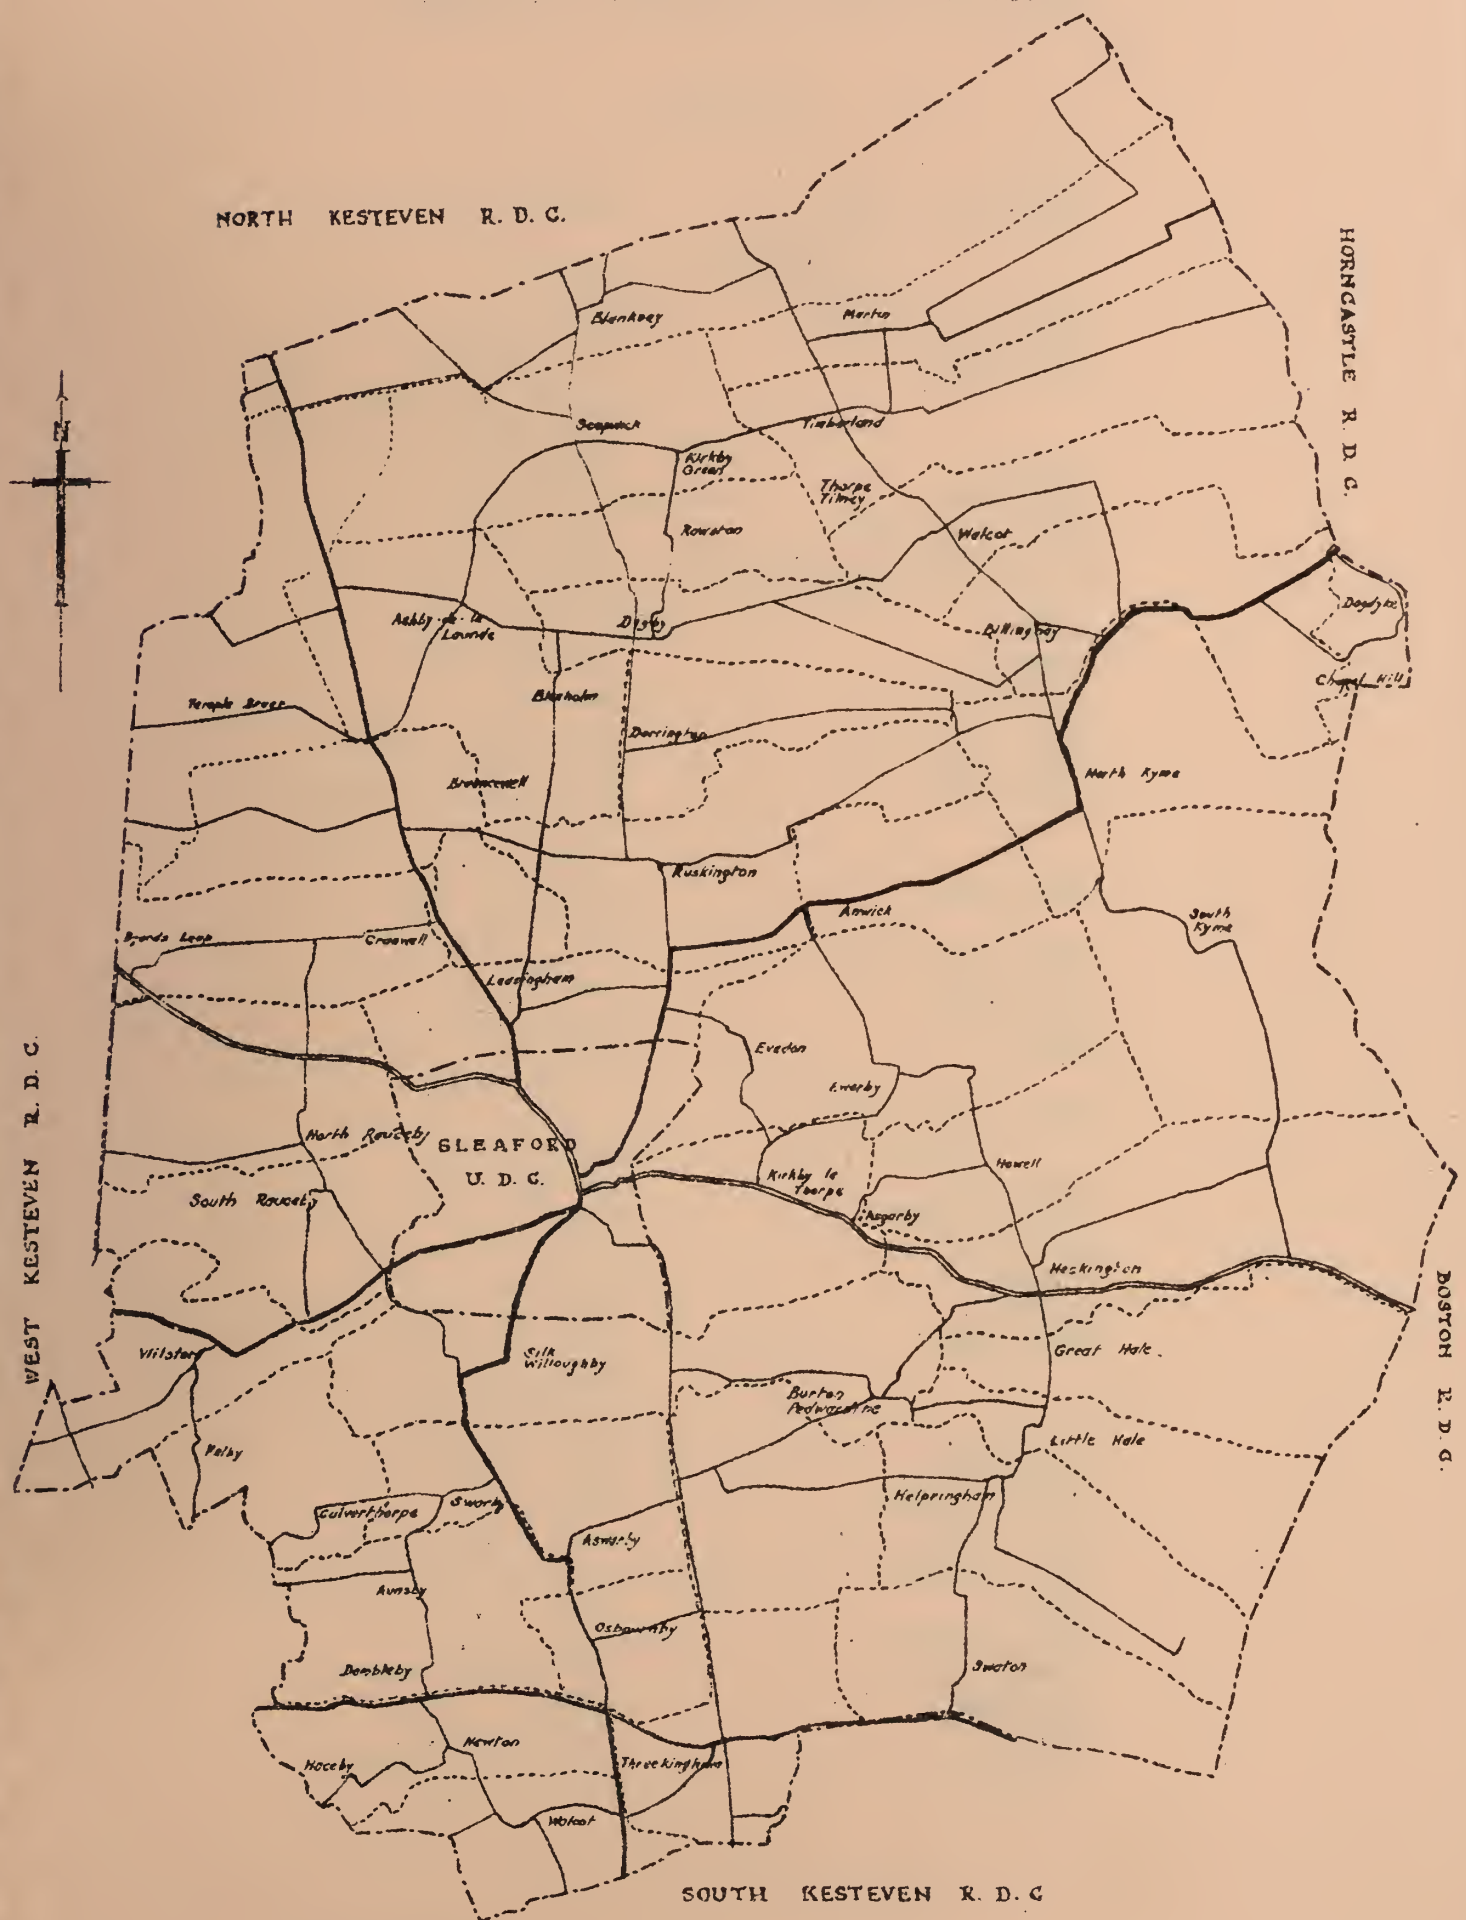 NORTH KESTEVEN R. D. C.
HORNCASTLE R. D. C.
Blankney
Martin
Scopwick
Timberland
Kirkby
Green
Thorpe
Tilney
N
Rowston
Walcot
Ashby de la
Launde
Digby
Billinghay
Dogdyke
Chapel Hill
Temple Bruer
Bloxholm
Dorrington
North Kyme
Brauncewell
Ruskington
Anwick
South
Kyme
Byards Leap
Cranwell
Leasingham
Evedon
Ewerby
WEST KESTEVEN R. D. C.
North Rauceby
SLEAFORD
U. D. C.
Howell
Kirkby la
Thorpe
South Rauceby
Asgarby
Heckington
BOSTON R. D. C.
Wilsford
Silk
Willoughby
Great Hale
Burton
Pedwardine
Kelby
Little Hale
Culverthorpe
Swarby
Helpringham
Aswarby
Aunsby
Osbournby
Dembleby
Swaton
Newton
Haceby
Threekingham
Walcot
SOUTH KESTEVEN R. D. C